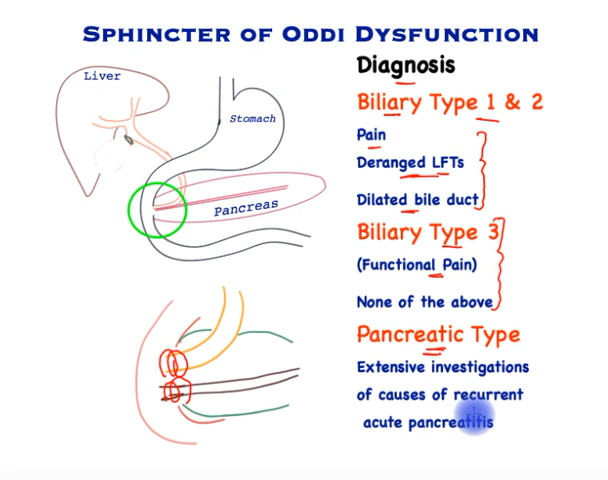 SPHINCTER OF ODDI DYSFUNCTION
Liver
Stomach
Pancreas
Diagnosis
Biliary Type 1 & 2
Pain
Deranged LFTs
Dilated bile duct
Biliary Type 3
(Functional Pain)
None of the above
Pancreatic Type
Extensive investigations
of causes of recurrent
acute pancreatitis